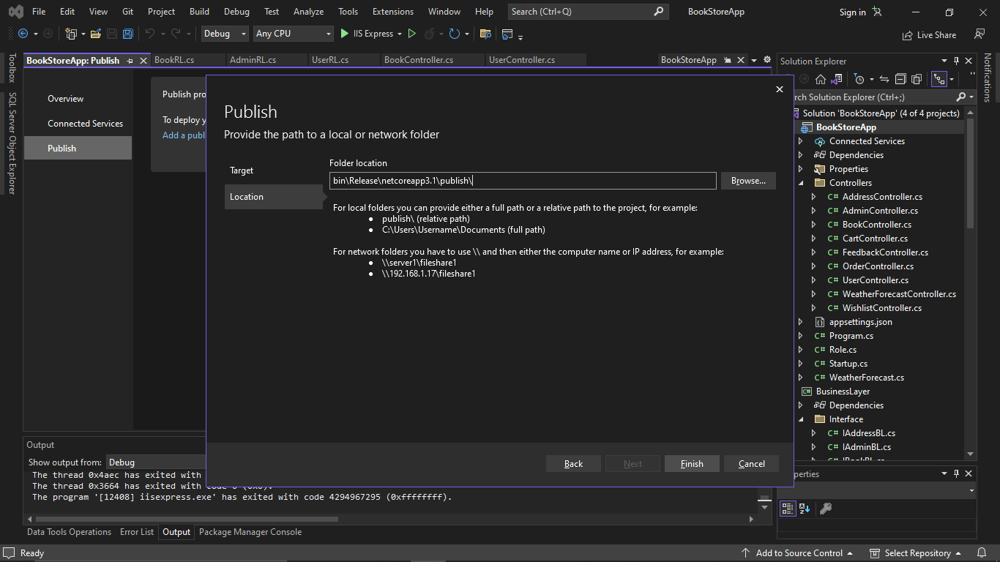 File Edit View Git Project Build Debug Test Analyze Tools Extensions Window Help Search (Ctrl+Q) BookStoreApp Sign in
Debug Any CPU IIS Express Live Share
Toolbox
SQL Server Object Explorer
Notifications
BookStoreApp: Publish BookRL.cs AdminRL.cs UserRL.cs BookController.cs UserController.cs BookStoreApp
Overview
Connected Services
Publish
Publish pro
To deploy y
Add a publ
Publish
Provide the path to a local or network folder
Target
Location
Folder location
bin\Release\netcoreapp3.1\publish\
Browse...
For local folders you can provide either a full path or a relative path to the project, for example:
• publish\ (relative path)
• C:\Users\Username\Documents (full path)
For network folders you have to use \\ and then either the computer name or IP address, for example:
• \\server1\fileshare1
• \\192.168.1.17\fileshare1
Back Next Finish Cancel
Solution Explorer
rch Solution Explorer (Ctrl+;)
Solution 'BookStoreApp' (4 of 4 projects)
BookStoreApp
Connected Services
Dependencies
Properties
Controllers
C# AddressController.cs
C# AdminController.cs
C# BookController.cs
C# CartController.cs
C# FeedbackController.cs
C# OrderController.cs
C# UserController.cs
C# WeatherForecastController.cs
C# WishlistController.cs
appsettings.json
C# Program.cs
C# Role.cs
C# Startup.cs
C# WeatherForecast.cs
C# BusinessLayer
Dependencies
Interface
C# IAddressBL.cs
C# IAdminBL.cs
C# IBookBL.cs
perties
Output
Show output from: Debug
The thread 0x4aec has exited with
The thread 0x3664 has exited with code 0 (0x0).
The program '[12408] iisexpress.exe' has exited with code 4294967295 (0xffffffff).
Data Tools Operations Error List Output Package Manager Console
Ready Add to Source Control Select Repository